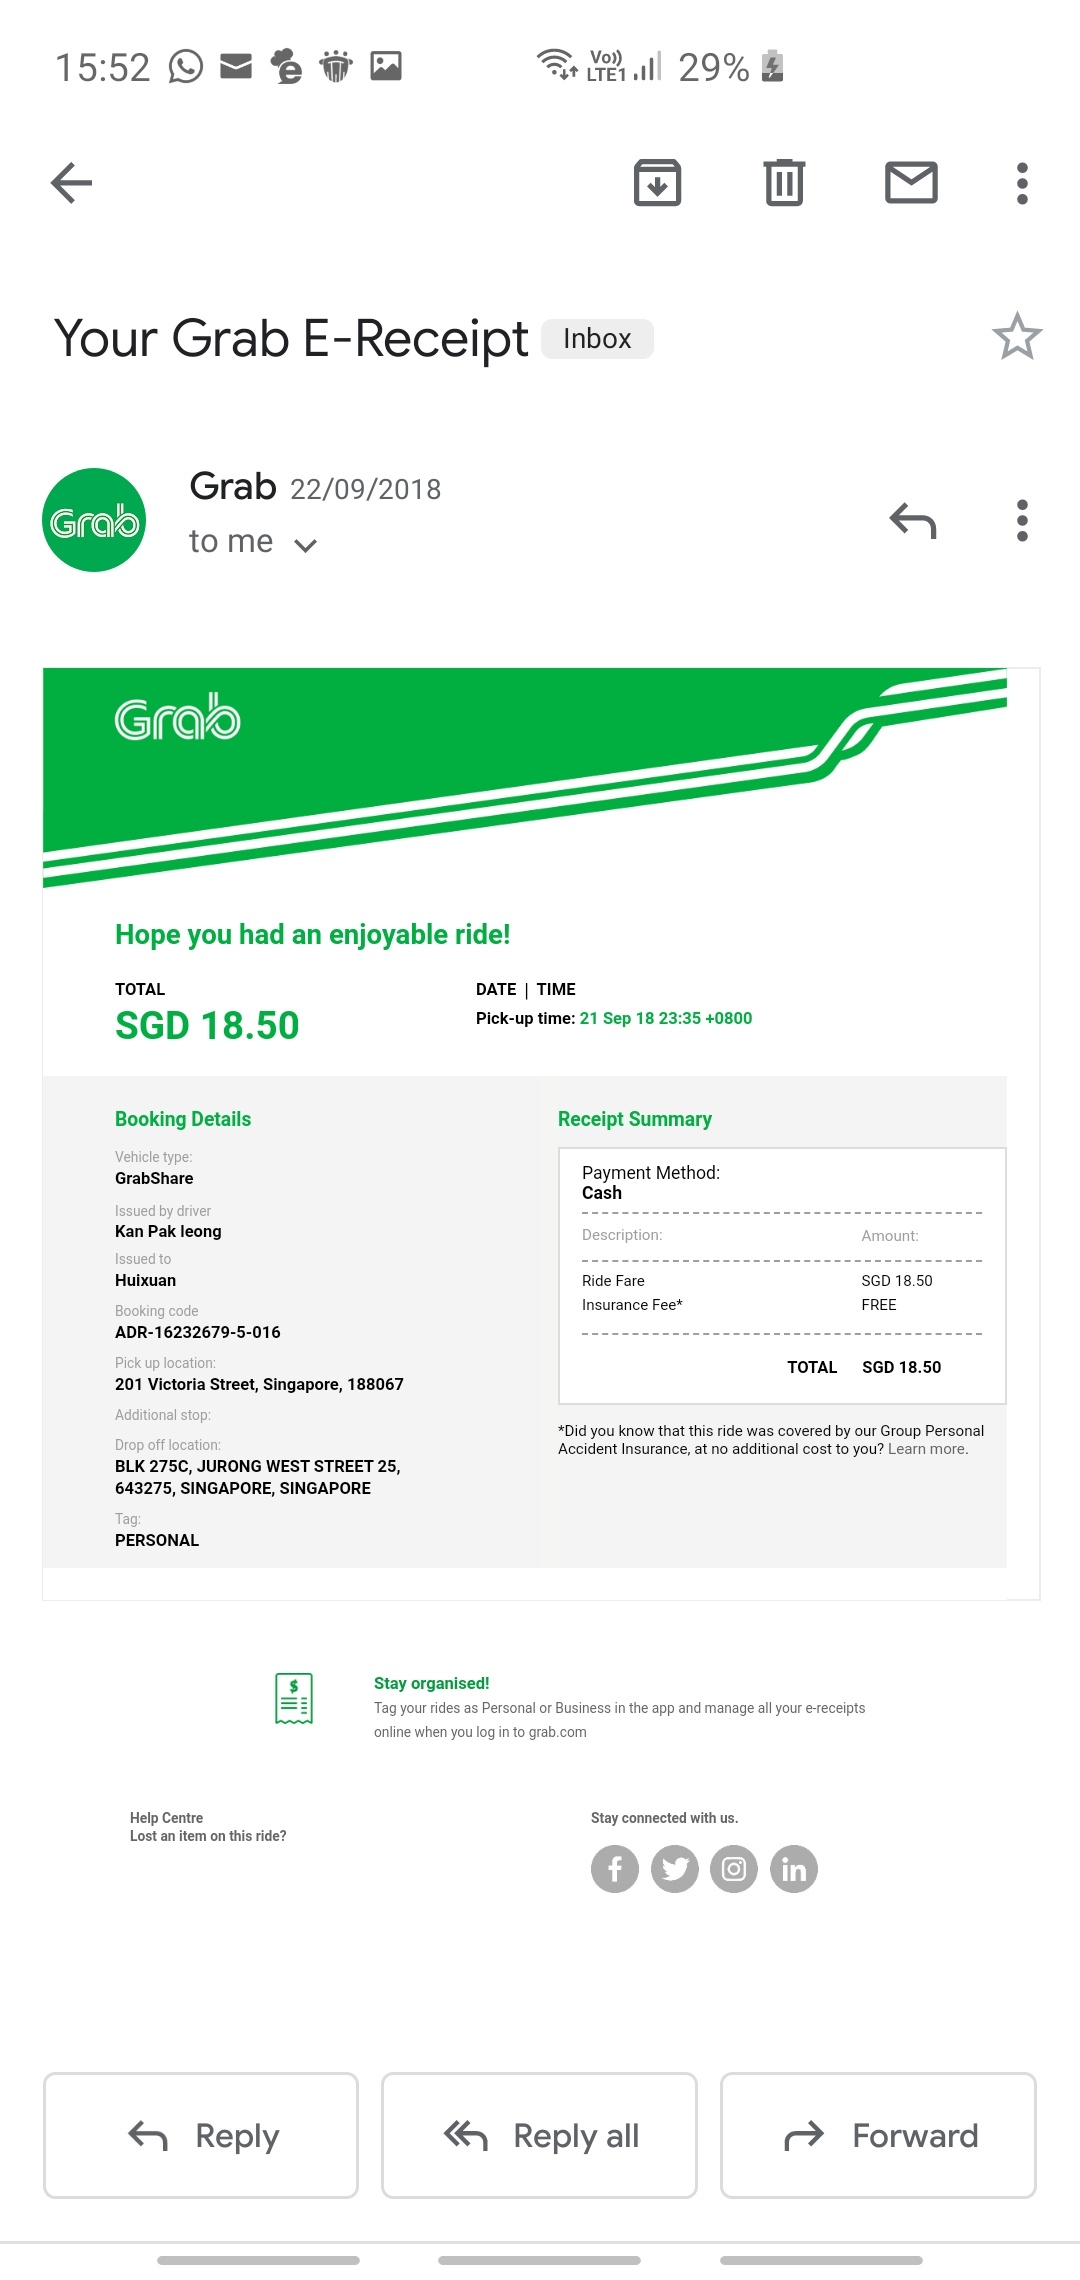 15:52 Vo)) LTE1 29%
Your Grab E-Receipt Inbox
Grab 22/09/2018
Grab
to me
Grab
Hope you had an enjoyable ride!
TOTAL DATE | TIME
SGD 18.50 Pick-up time: 21 Sep 18 23:35 +0800
Booking Details
Vehicle type:
GrabShare
Issued by driver
Kan Pak leong
Issued to
Huixuan
Booking code
ADR-16232679-5-016
Pick up location:
201 Victoria Street, Singapore, 188067
Additional stop:
Drop off location:
BLK 275C, JURONG WEST STREET 25,
643275, SINGAPORE, SINGAPORE
Tag:
PERSONAL
Receipt Summary
Payment Method:
Cash
Description: Amount:
Ride Fare SGD 18.50
Insurance Fee* FREE
TOTAL SGD 18.50
*Did you know that this ride was covered by our Group Personal
Accident Insurance, at no additional cost to you? Learn more.
$
Stay organised!
Tag your rides as Personal or Business in the app and manage all your e-receipts
online when you log in to grab.com
Help Centre
Lost an item on this ride?
Stay connected with us.
Reply Reply all Forward